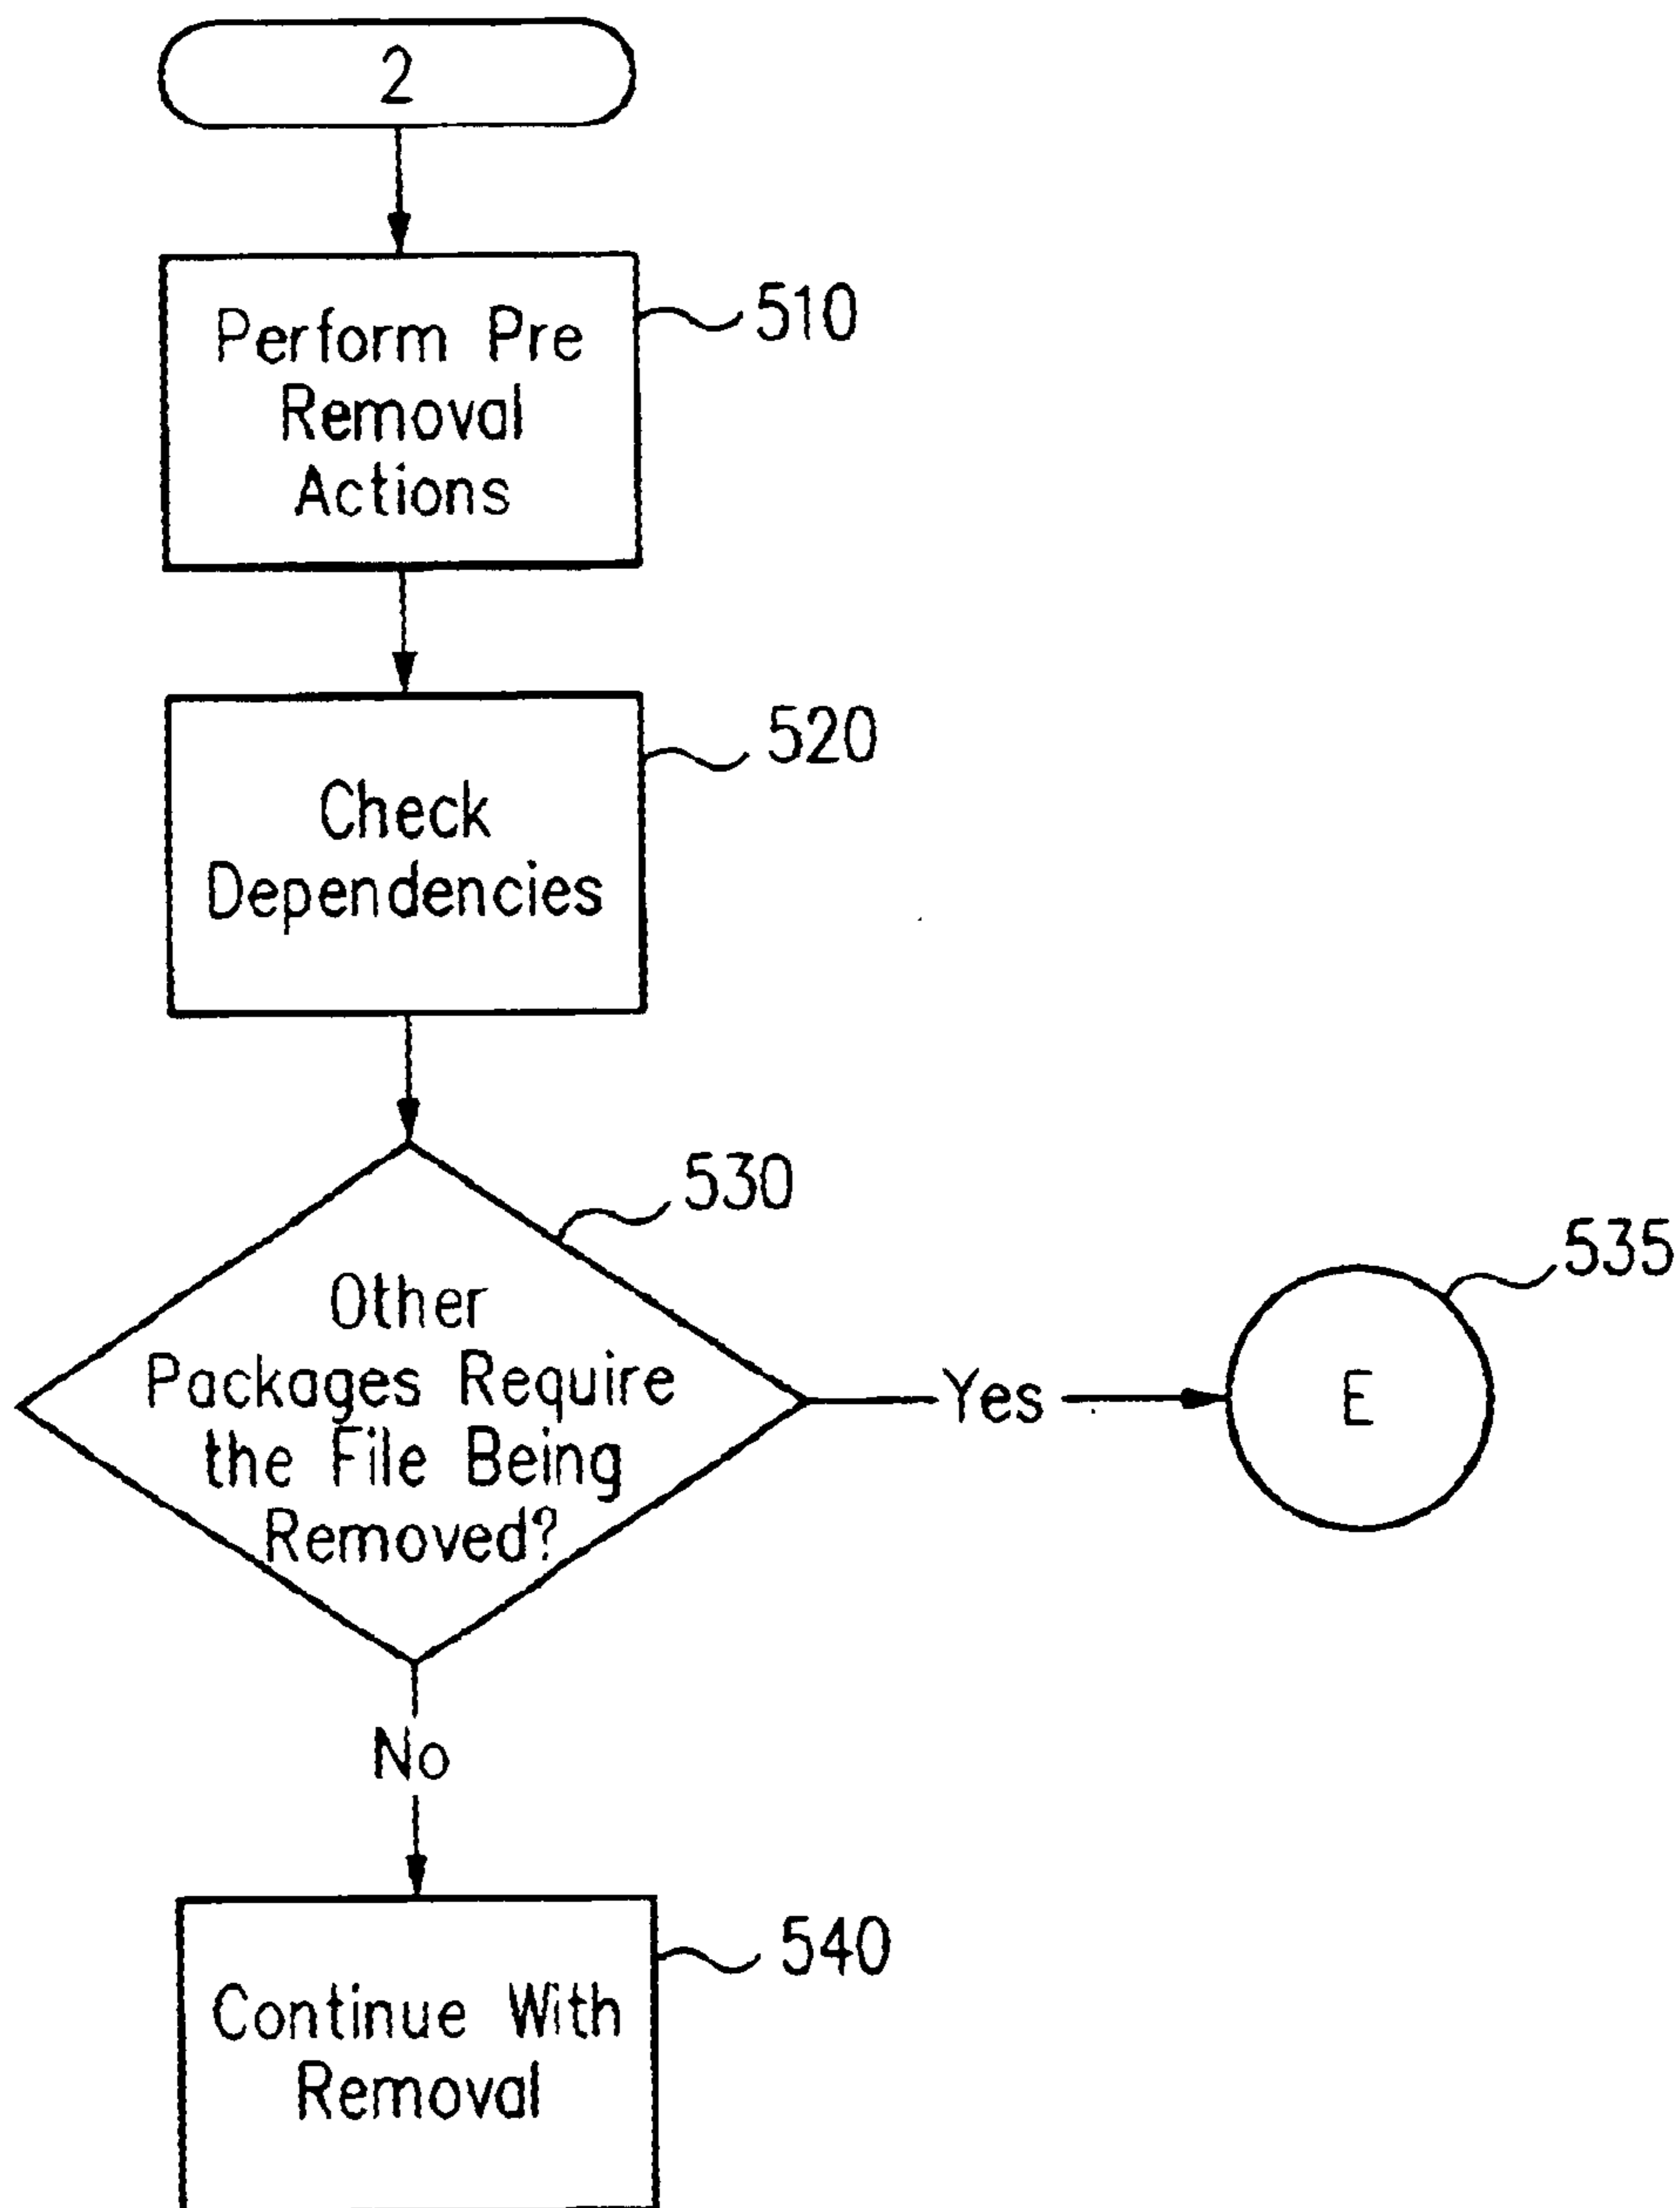 2
Perform Pre
Removal
Actions
510
Check
Dependencies
520
Other
Packages Require
the File Being
Removed?
530
Yes
E
535
No
Continue With
Removal
540